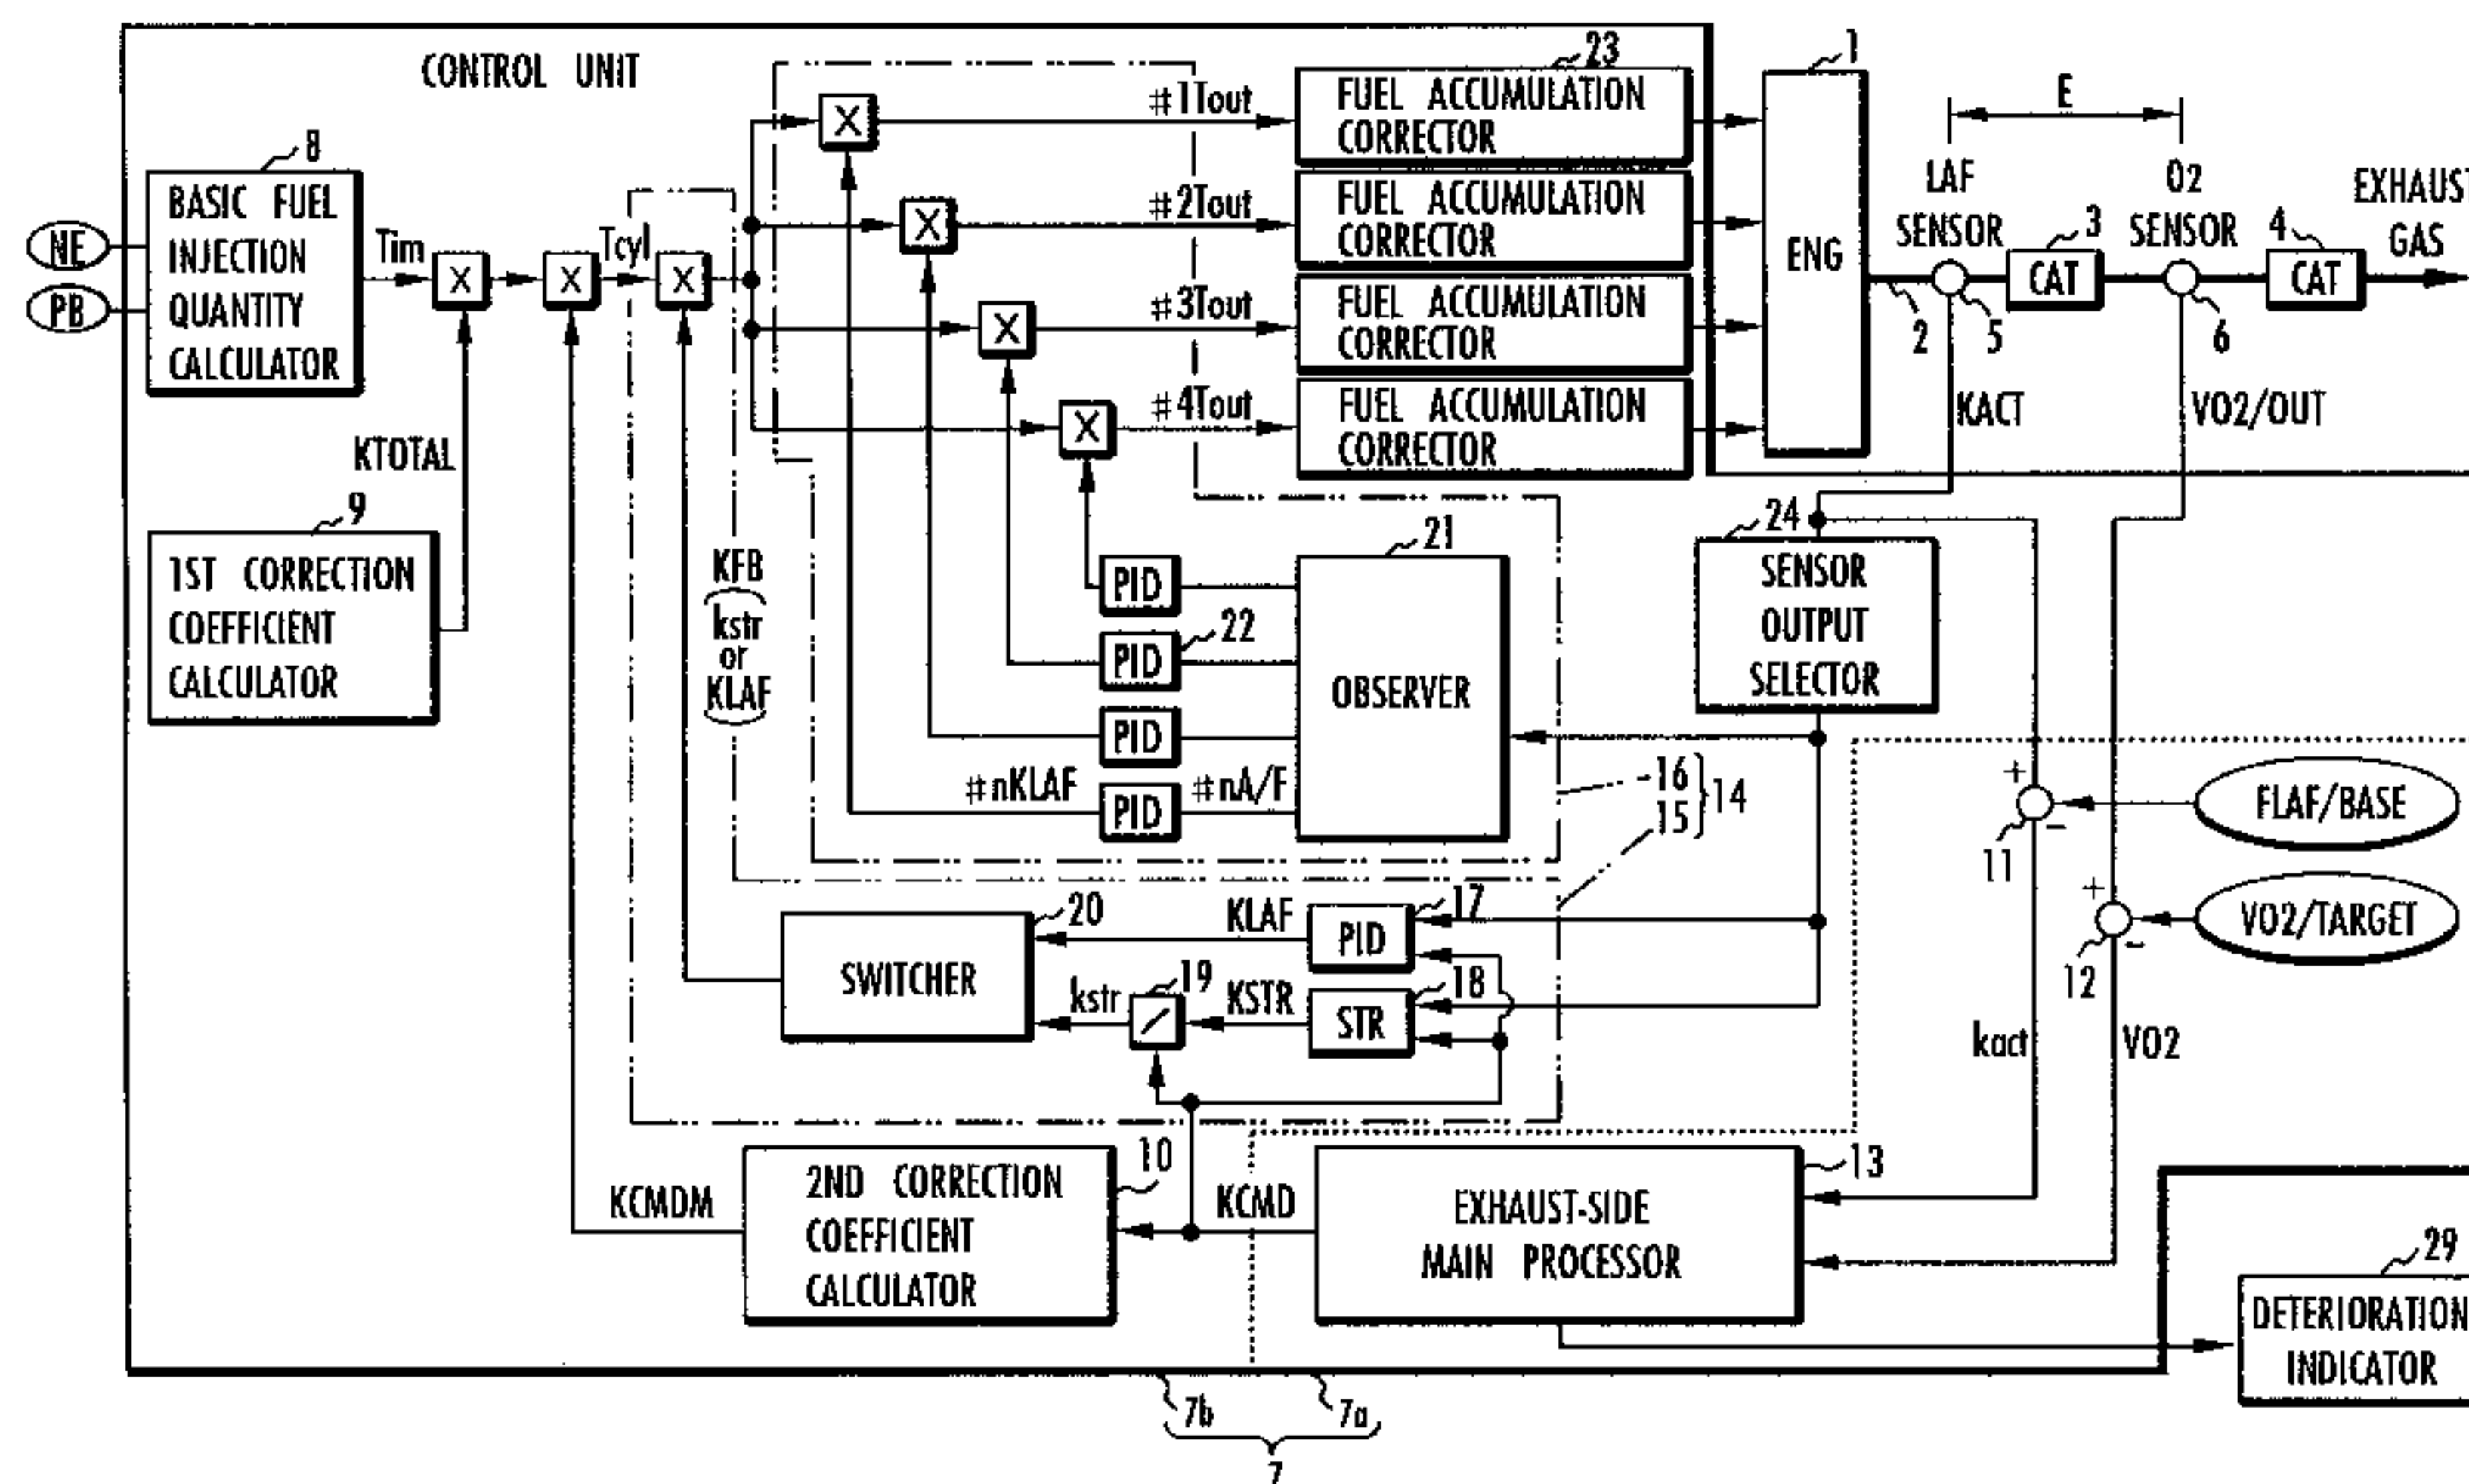 CONTROL UNIT
23
1
FUEL ACCUMULATION
CORRECTOR
FUEL ACCUMULATION
CORRECTOR
FUEL ACCUMULATION
CORRECTOR
FUEL ACCUMULATION
CORRECTOR
#1Tout
#2Tout
#3Tout
#4Tout
X
X
X
X
ENG
E
LAF
SENSOR
O2
SENSOR
EXHAUST
GAS
3
4
CAT
CAT
2
5
6
KACT
VO2/OUT
8
BASIC FUEL
INJECTION
QUANTITY
CALCULATOR
NE
PB
Tim
X
X
Tcyl
X
KTOTAL
9
1ST CORRECTION
COEFFICIENT
CALCULATOR
KFB
kstr
or
KLAF
21
OBSERVER
PID
PID
22
PID
PID
#nKLAF
#nA/F
24
SENSOR
OUTPUT
SELECTOR
16
15
14
+
-
11
FLAF/BASE
+
-
12
VO2/TARGET
20
SWITCHER
KLAF
17
PID
kstr
19
/
KSTR
18
STR
kact
VO2
KCMDM
10
2ND CORRECTION
COEFFICIENT
CALCULATOR
KCMD
13
EXHAUST-SIDE
MAIN PROCESSOR
29
DETERIORATION
INDICATOR
7b
7a
7